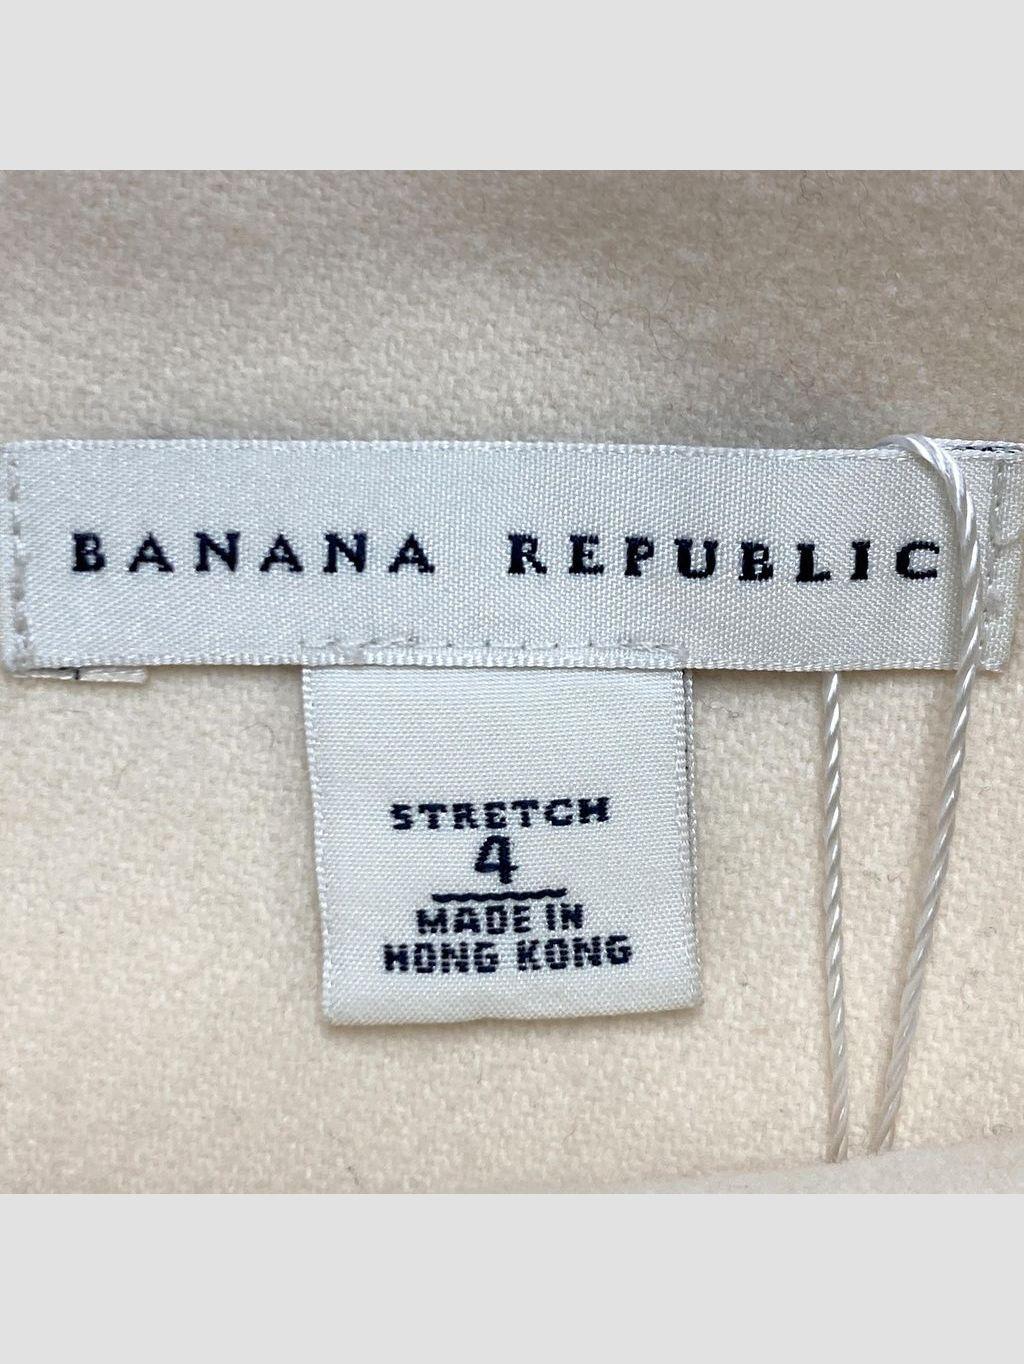 BANANA REPUBLIC
STRETCH
4
MADE IN
HONG KONG